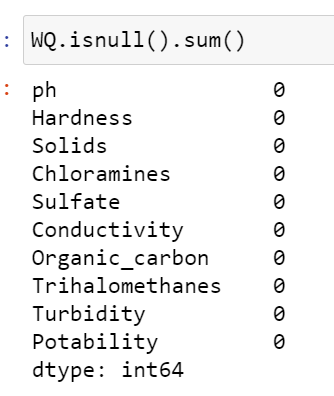 : WQ.isnull().sum()
: ph 0
Hardness 0
Solids 0
Chloramines 0
Sulfate 0
Conductivity 0
Organic_carbon 0
Trihalomethanes 0
Turbidity 0
Potability 0
dtype: int64